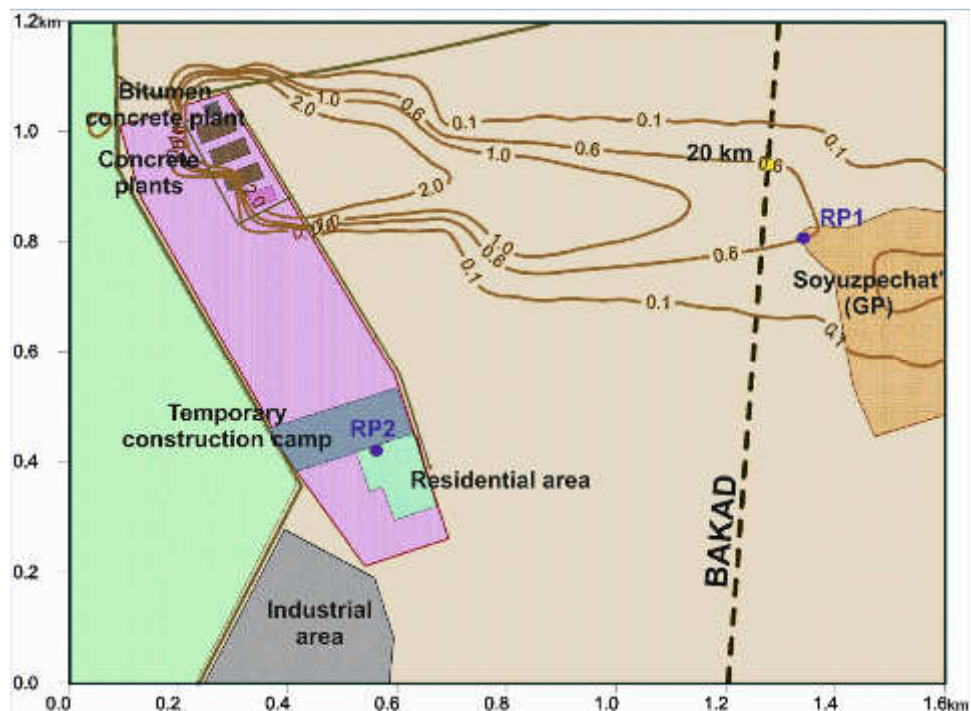 1.2km
1.0
0.8
0.6
0.4
0.2
0.0
0.0
0.2
0.4
0.6
0.8
1.0
1.2
1.4
1.6km
Bitumen
concrete plant
Concrete
plants
2.0
1.0
0.6
0.1
0.1
0.1
2.0
1.0
0.6
20 km
0.6
RP1
2.0
1.0
0.6
0.1
0.6
0.1
0.1
Soyuzpechat'
(GP)
Temporary
construction camp
RP2
Residential area
BAKAD
Industrial
area